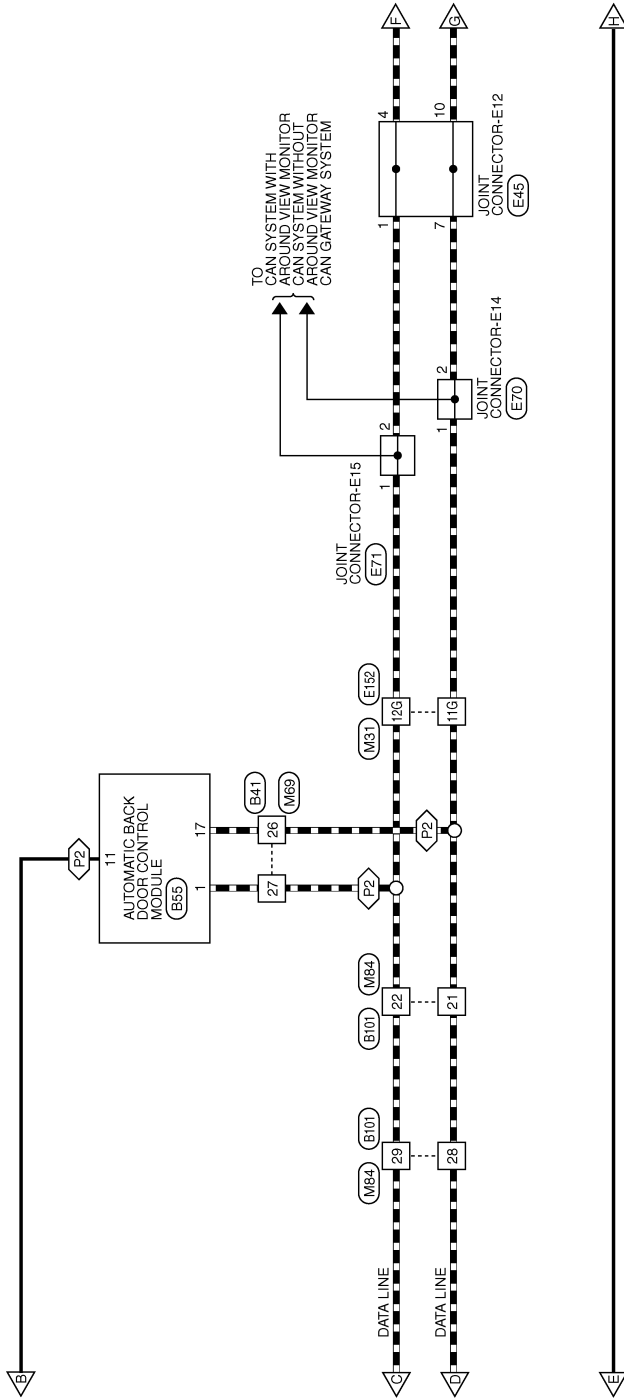 B
P2
11
AUTOMATIC BACK
DOOR CONTROL
MODULE
B55
1
17
27
26
B41
M69
P2
P2
TO
CAN SYSTEM WITH
AROUND VIEW MONITOR
CAN SYSTEM WITHOUT
AROUND VIEW MONITOR
CAN GATEWAY SYSTEM
C
DATA LINE
M84
B101
29
B101
M84
22
M31
E152
12G
JOINT
CONNECTOR-E15
E71
1
2
1
4
F
D
DATA LINE
28
21
11G
1
2
JOINT
CONNECTOR-E14
E70
7
10
G
JOINT
CONNECTOR-E12
E45
E
H